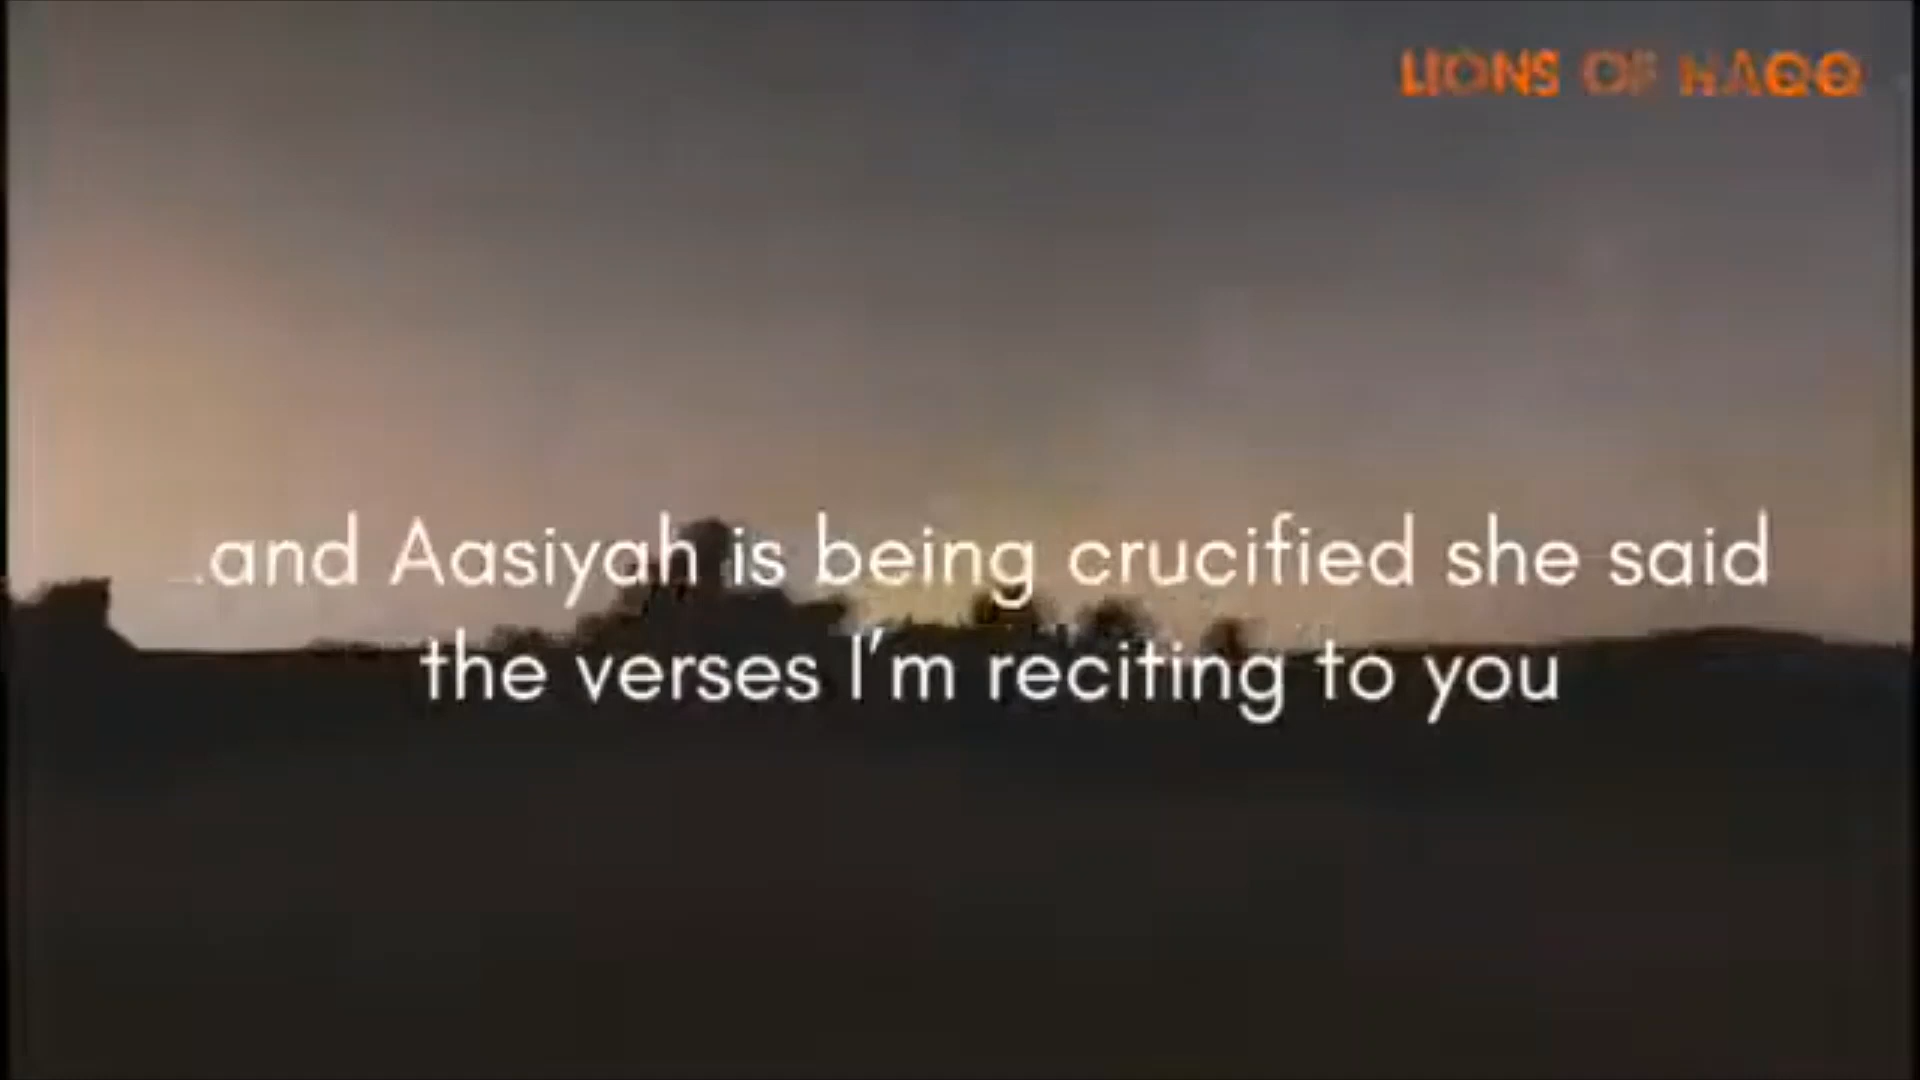 LIONS OF HAQQ
.and Aasiyah is being crucified she said
the verses I'm reciting to you